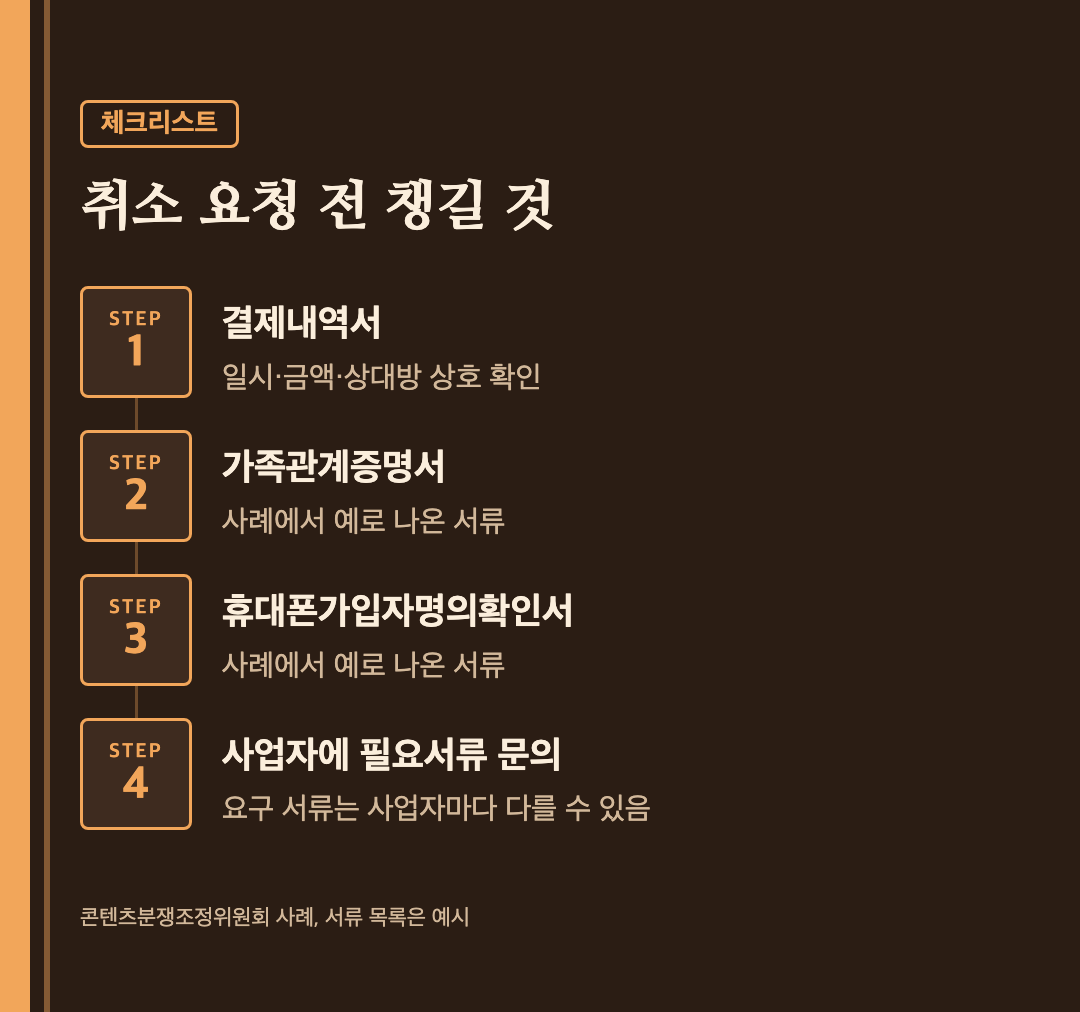 체크리스트
취소 요청 전 챙길 것
STEP
1
결제내역서
일시·금액·상대방 상호 확인
STEP
2
가족관계증명서
사례에서 예로 나온 서류
STEP
3
휴대폰가입자명의확인서
사례에서 예로 나온 서류
STEP
4
사업자에 필요서류 문의
요구 서류는 사업자마다 다를 수 있음
콘텐츠분쟁조정위원회 사례, 서류 목록은 예시